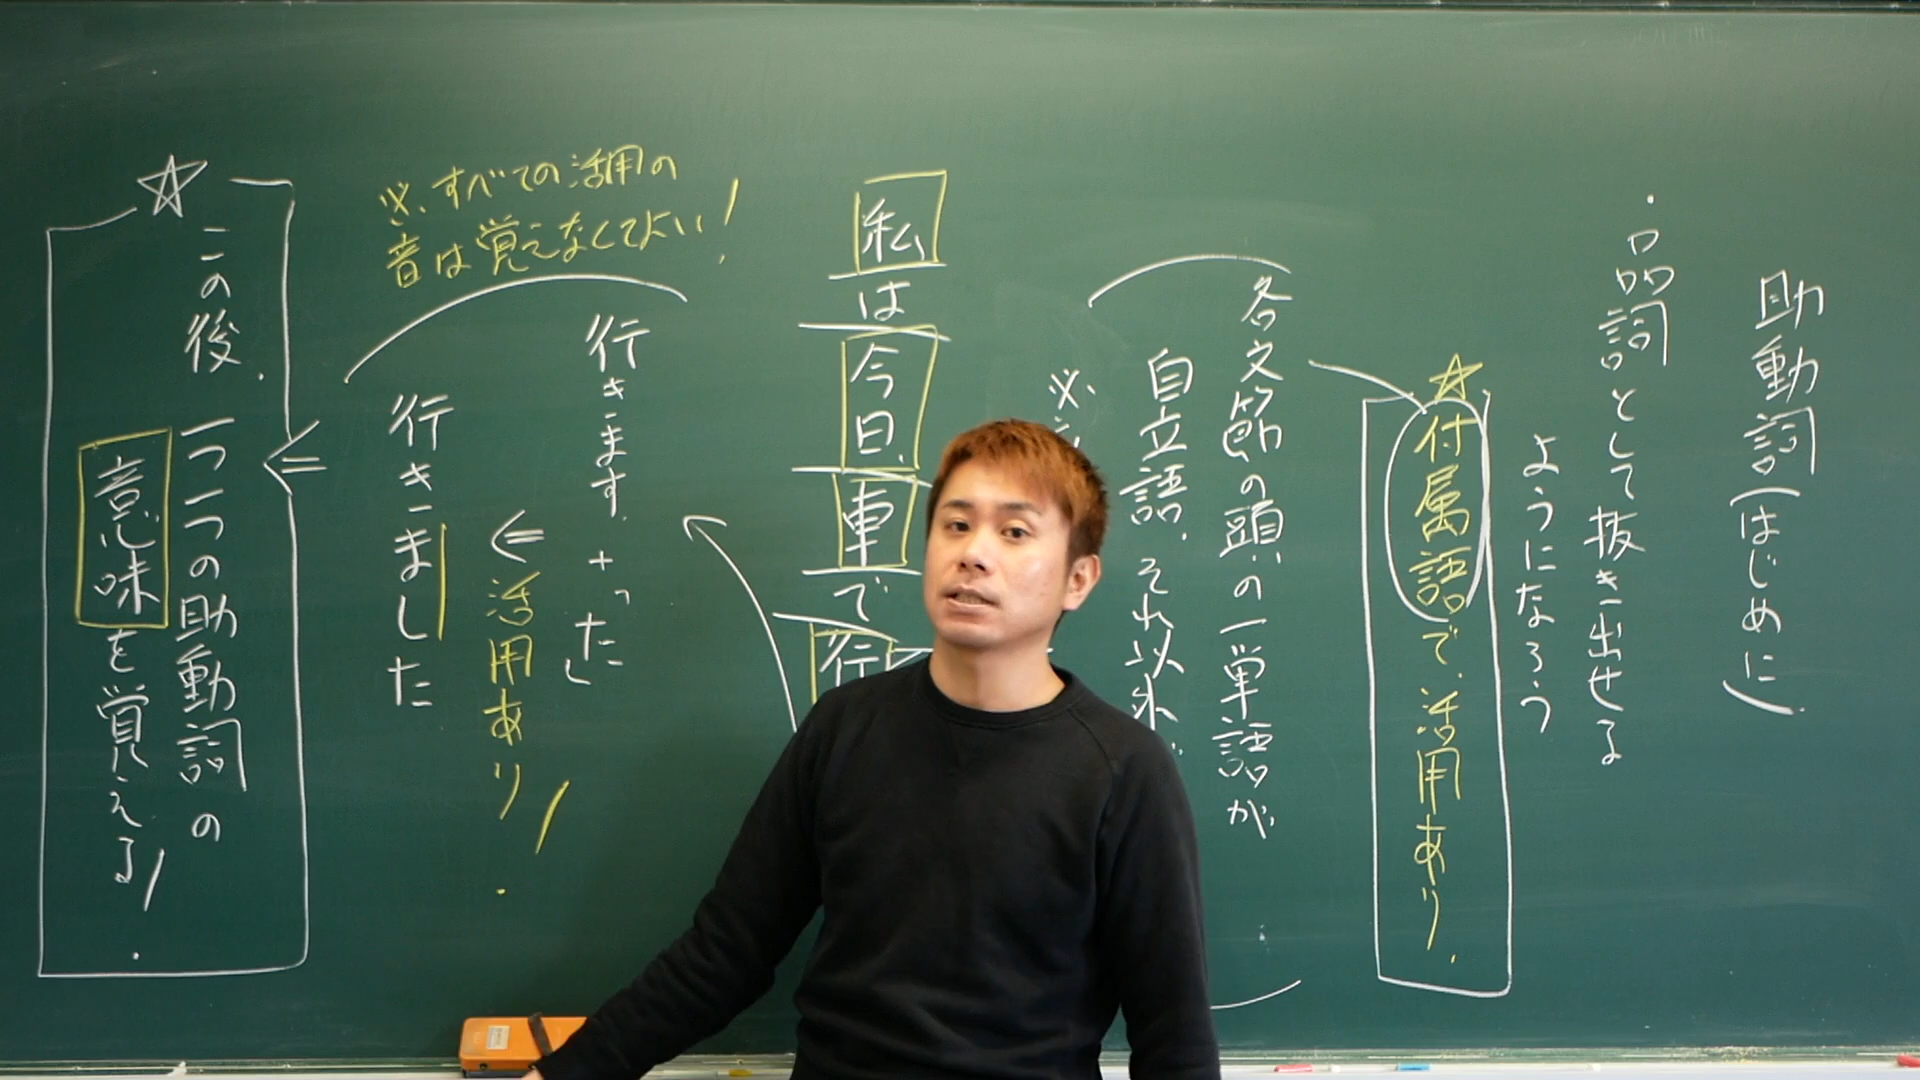 助動詞(はじめに)
・品詞として抜き出せる
ようになろう
☆付属語で、活用あり。
各文節の頭の一単語が
自立語。それ以外が
※
私は今日、車で行
行きます。+「た」
⇐活用あり!
行きました
※.すべての活用の
音は覚えなくてよい!
⇐
☆この後、一つ一つの助動詞の
意味を覚える!